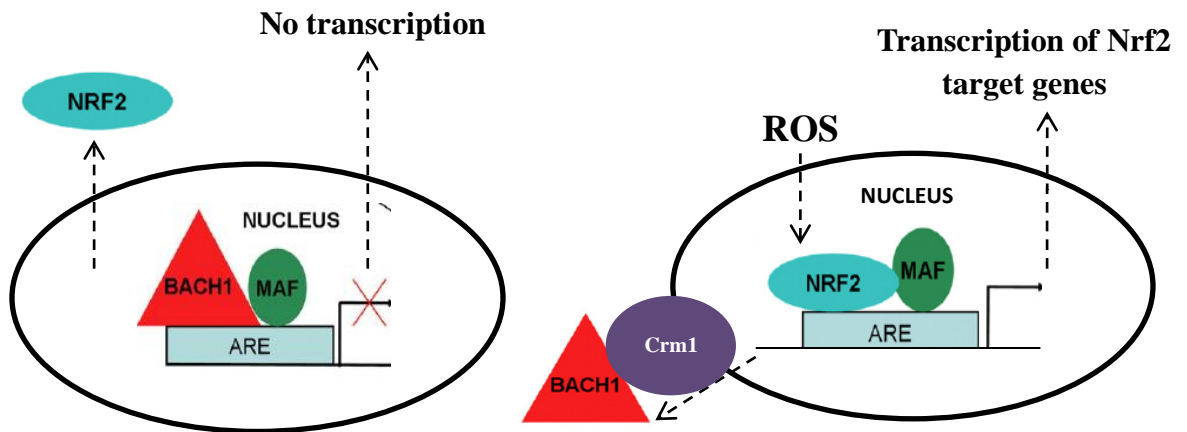 No transcription
NRF2
NUCLEUS
BACH1
MAF
ARE
Transcription of Nrf2
target genes
ROS
NUCLEUS
NRF2
MAF
ARE
Crm1
BACH1